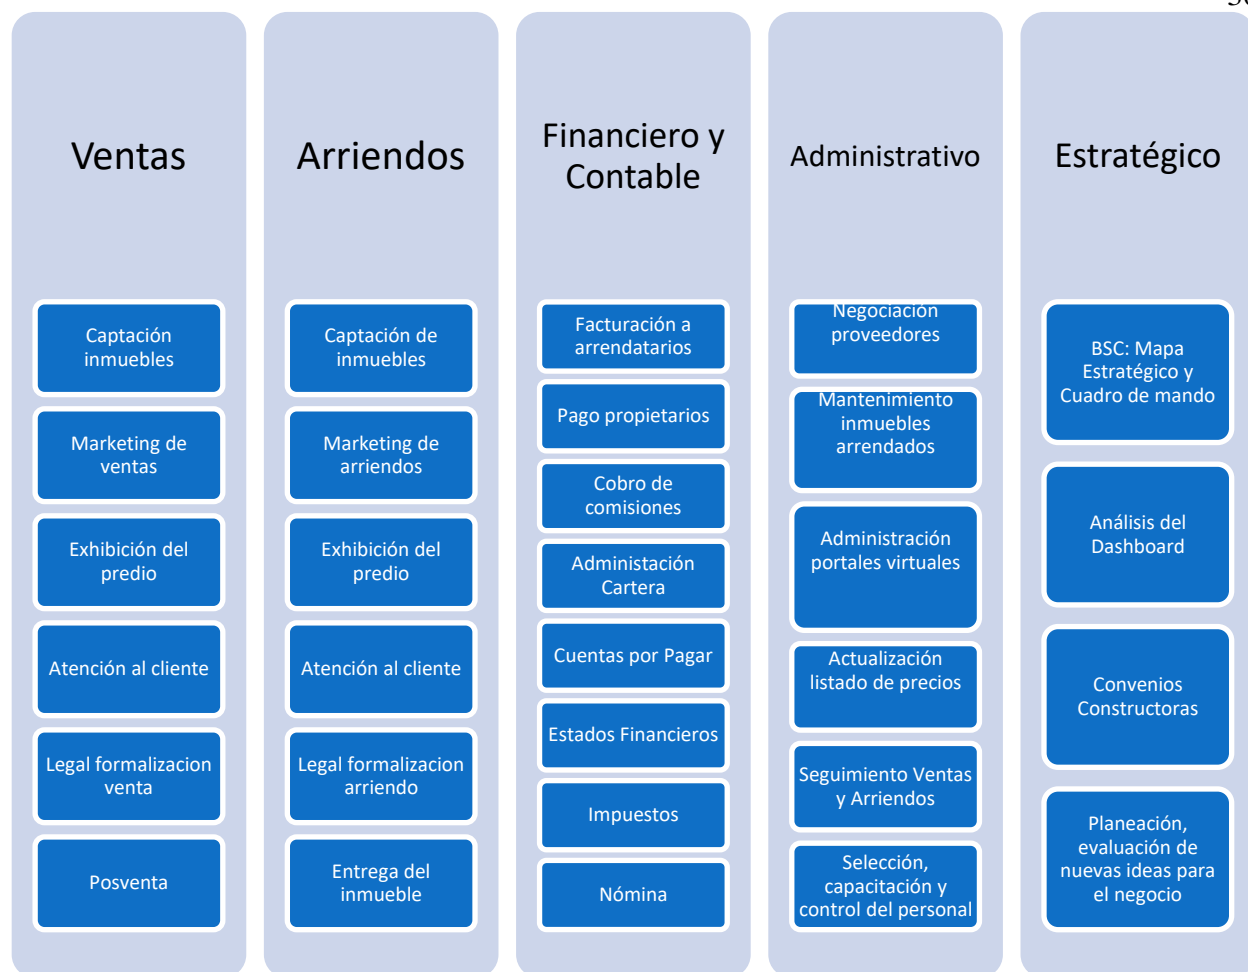 Ventas
Captación
inmuebles
Marketing de
ventas
Exhibición del
predio
Atención al cliente
Legal formalizacion
venta
Posventa
Arriendos
Captación de
inmuebles
Marketing de
arriendos
Exhibición del
predio
Atención al cliente
Legal formalizacion
arriendo
Entrega del
inmueble
Financiero y
Contable
Facturación a
arrendatarios
Pago propietarios
Cobro de
comisiones
Administación
Cartera
Cuentas por Pagar
Estados Financieros
Impuestos
Nómina
Administrativo
Negociación
proveedores
Mantenimiento
inmuebles
arrendados
Administración
portales virtuales
Actualización
listado de precios
Seguimiento Ventas
y Arriendos
Selección,
capacitación y
control del personal
Estratégico
BSC: Mapa
Estratégico y
Cuadro de mando
Análisis del
Dashboard
Convenios
Constructoras
Planeación,
evaluación de
nuevas ideas para
el negocio